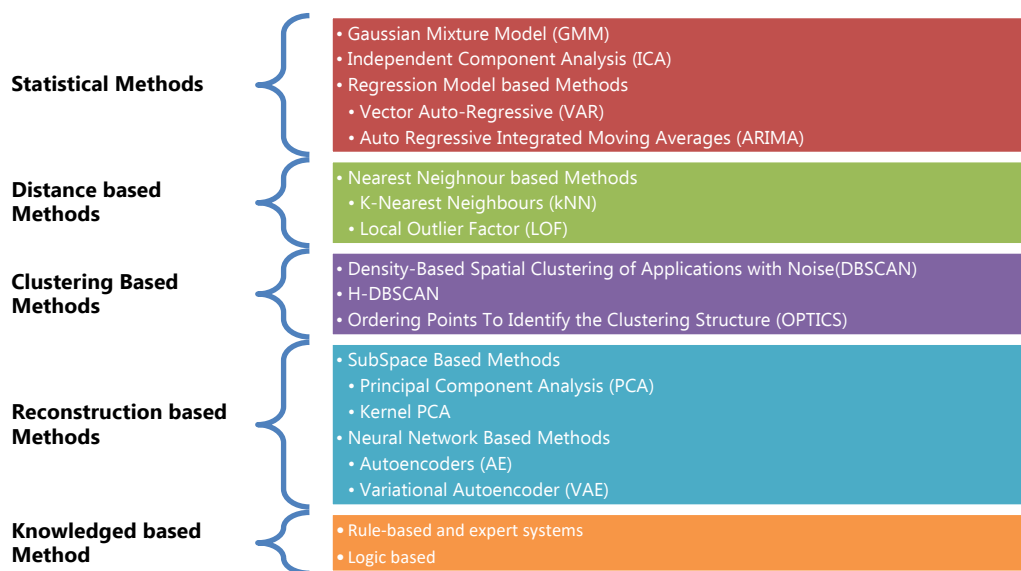 Statistical Methods
• Gaussian Mixture Model (GMM)
• Independent Component Analysis (ICA)
• Regression Model based Methods
• Vector Auto-Regressive (VAR)
• Auto Regressive Integrated Moving Averages (ARIMA)
Distance based
Methods
• Nearest Neighnour based Methods
• K-Nearest Neighbours (kNN)
• Local Outlier Factor (LOF)
Clustering Based
Methods
• Density-Based Spatial Clustering of Applications with Noise(DBSCAN)
• H-DBSCAN
• Ordering Points To Identify the Clustering Structure (OPTICS)
Reconstruction based
Methods
• SubSpace Based Methods
• Principal Component Analysis (PCA)
• Kernel PCA
• Neural Network Based Methods
• Autoencoders (AE)
• Variational Autoencoder (VAE)
Knowledged based
Method
• Rule-based and expert systems
• Logic based